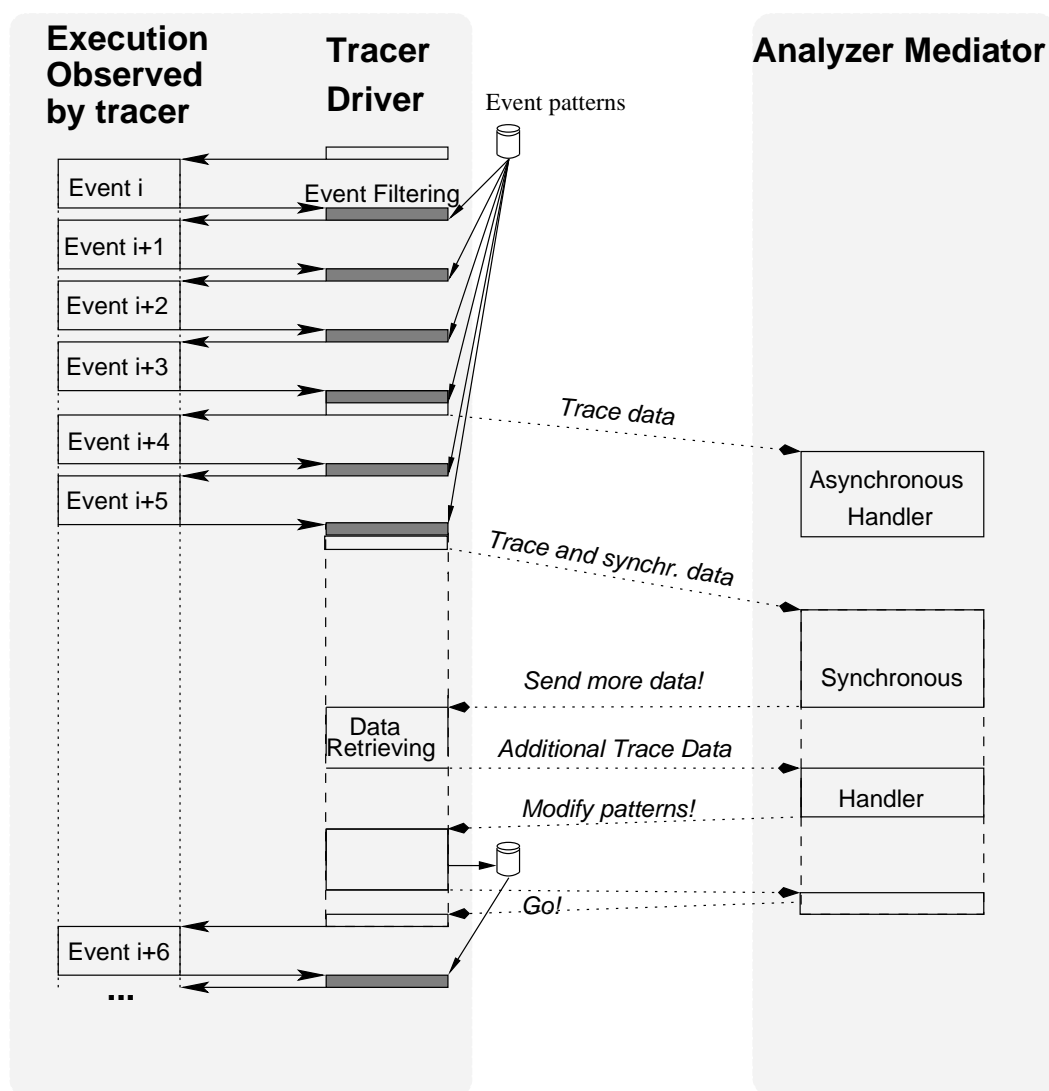 Execution
Observed
by tracer
Tracer
Driver
Analyzer Mediator
Event patterns
Event i
Event Filtering
Event i+1
Event i+2
Event i+3
Trace data
Event i+4
Asynchronous
Handler
Event i+5
Trace and synchr. data
Synchronous
Send more data!
Data
Retrieving
Additional Trace Data
Handler
Modify patterns!
Go!
Event i+6
...